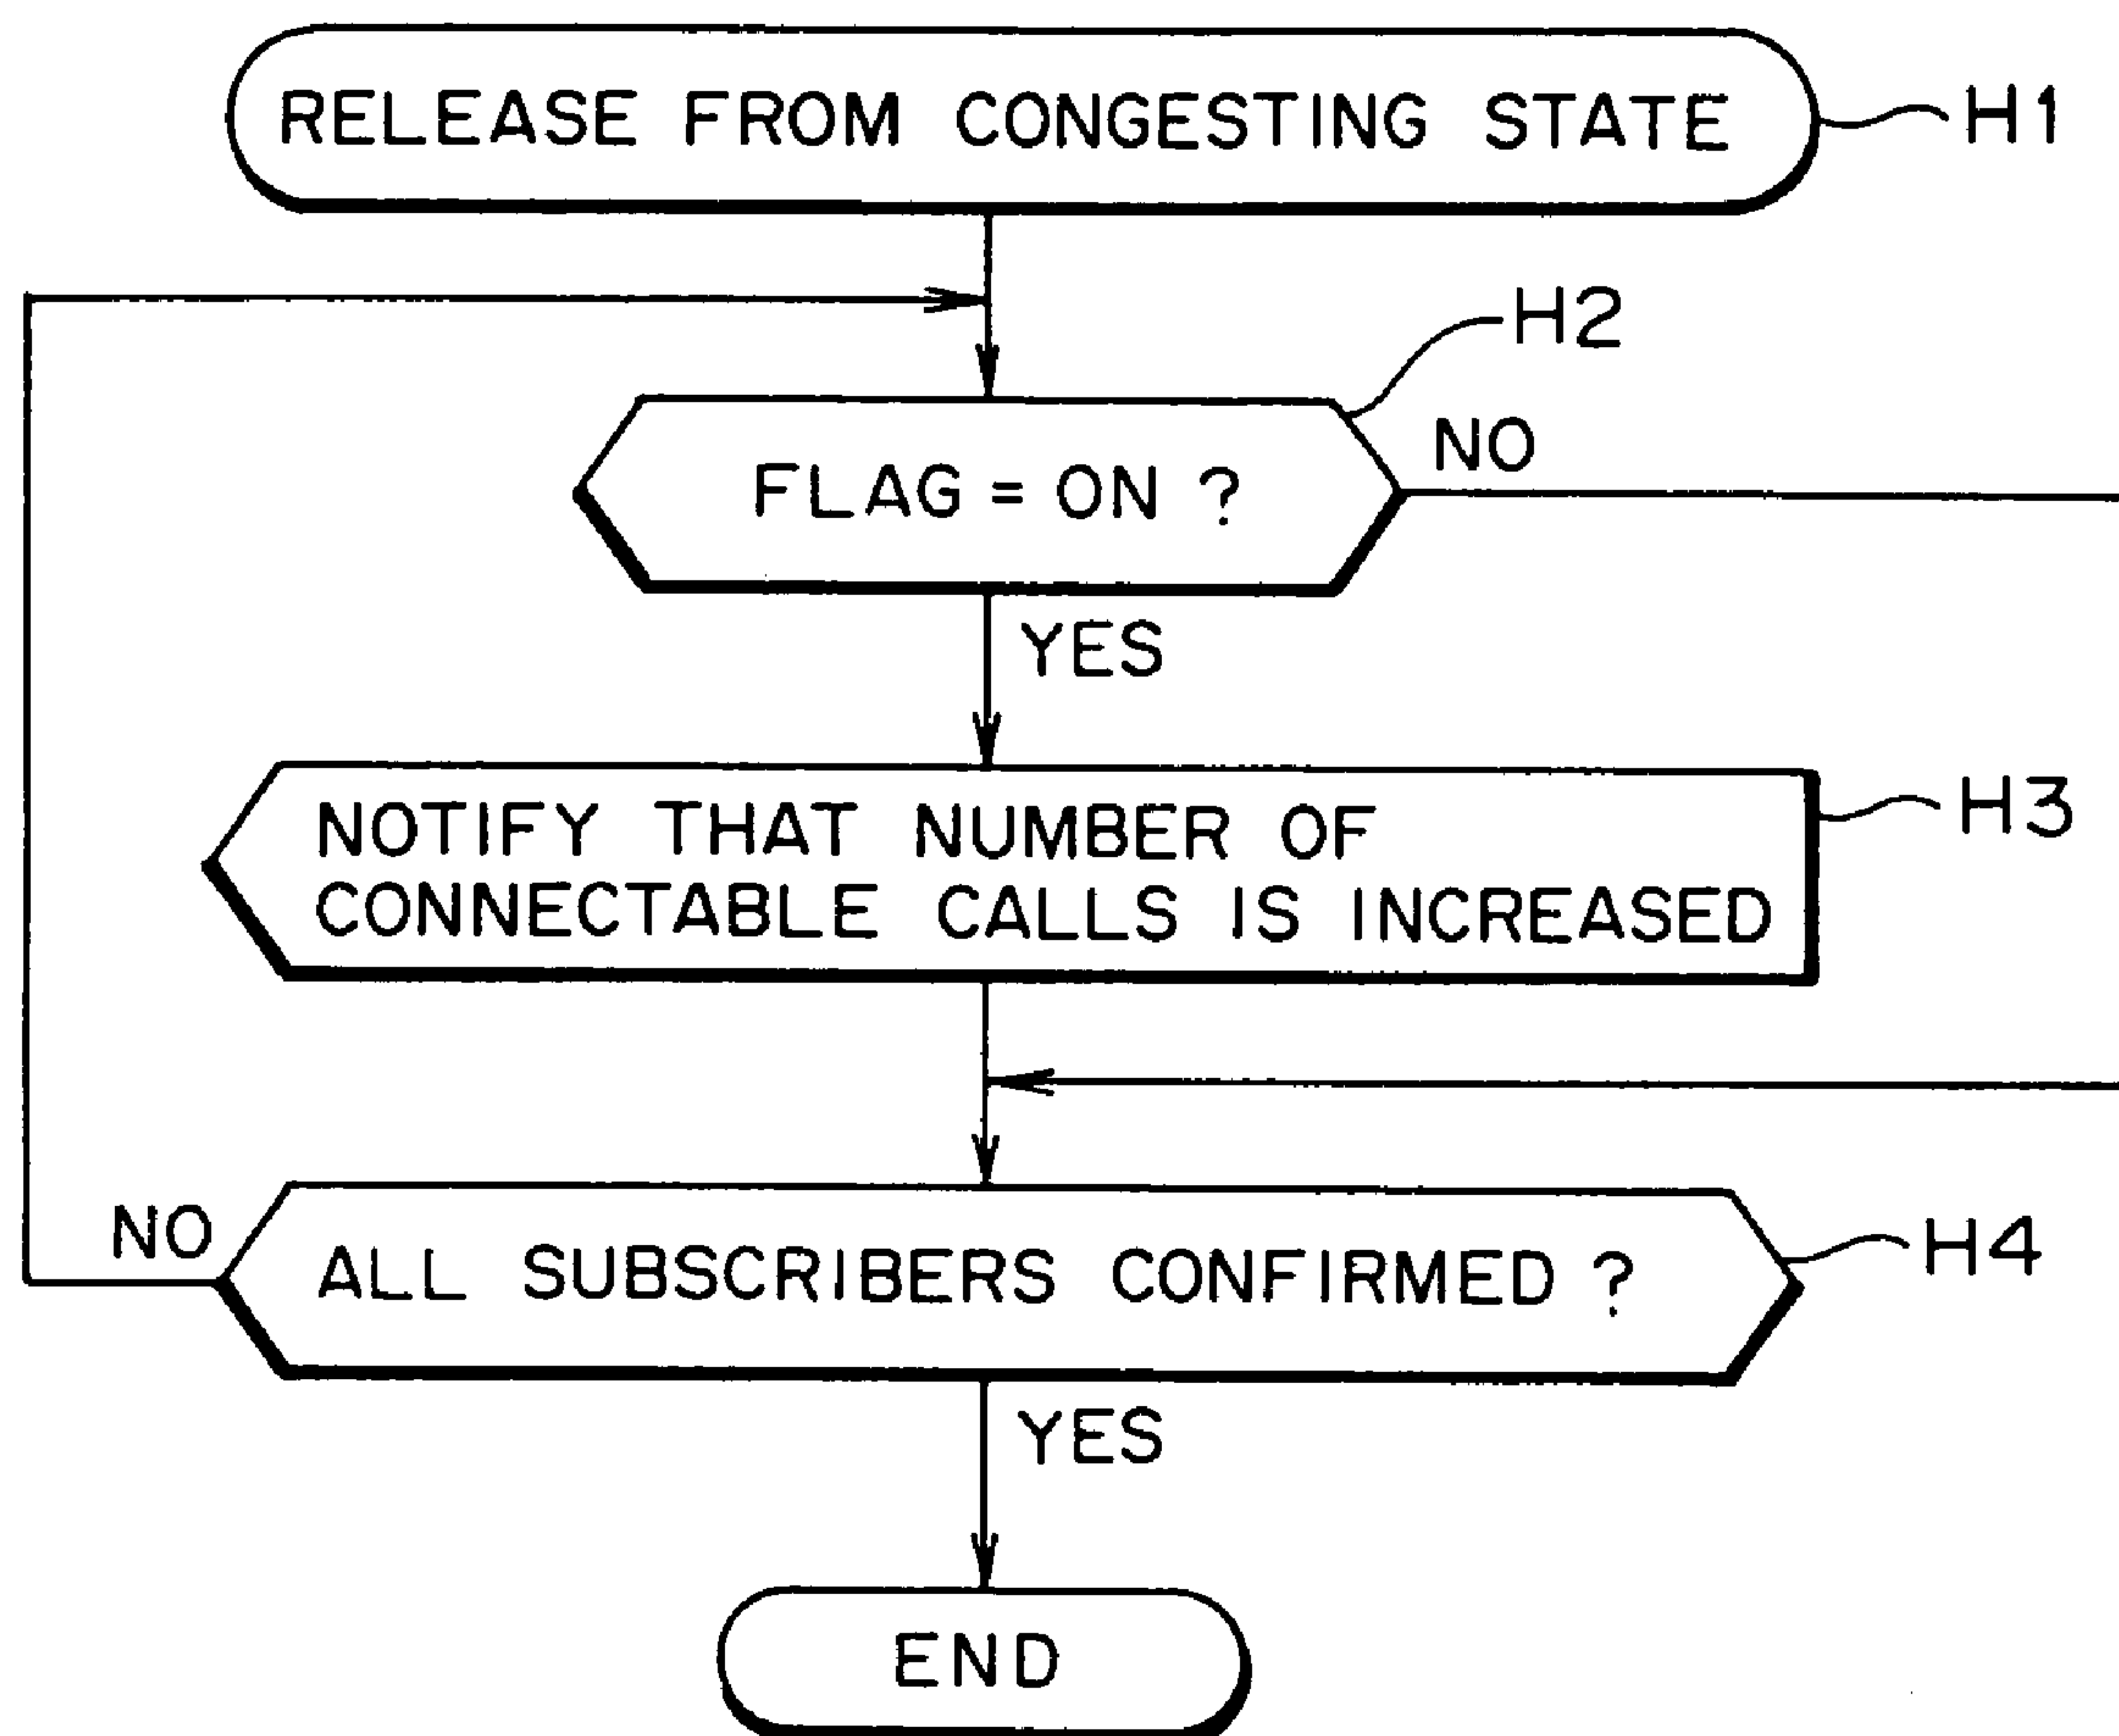 RELEASE FROM CONGESTING STATE
H1
H2
FLAG = ON ?
NO
YES
NOTIFY THAT NUMBER OF
CONNECTABLE CALLS IS INCREASED
H3
NO
ALL SUBSCRIBERS CONFIRMED ?
H4
YES
END